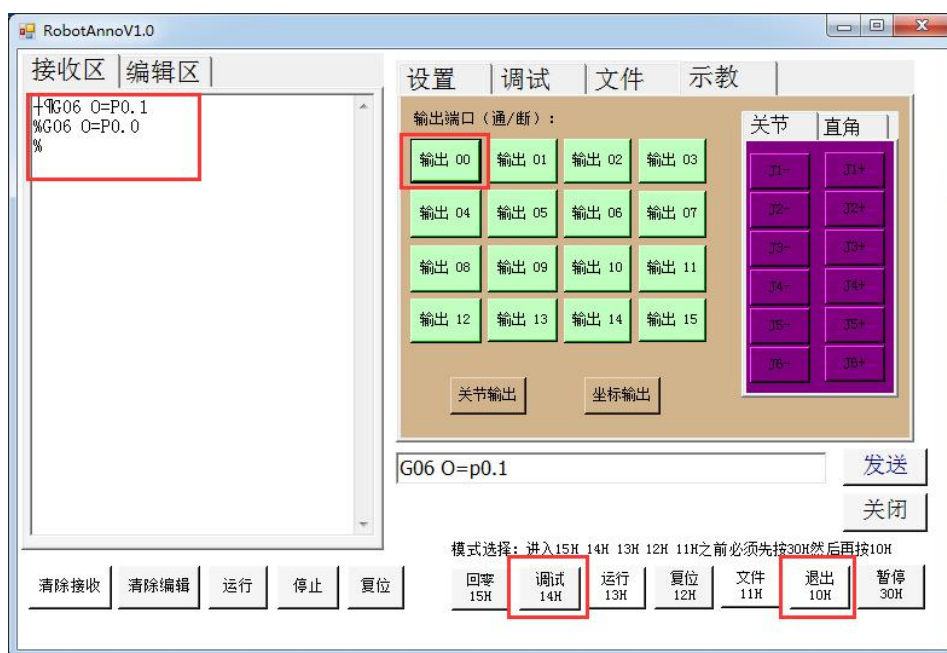 RobotAnnoV1.0
接收区 编辑区
┼¶G06 O=P0.1
%G06 O=P0.0
%
设置 调试 文件 示教
输出端口（通/断）:
输出 00 输出 01 输出 02 输出 03
输出 04 输出 05 输出 06 输出 07
输出 08 输出 09 输出 10 输出 11
输出 12 输出 13 输出 14 输出 15
关节输出 坐标输出
关节 直角
J1- J1+
J2- J2+
J3- J3+
J4- J4+
J5- J5+
J6- J6+
G06 O=p0.1
发送
关闭
模式选择: 进入15H 14H 13H 12H 11H之前必须先按30H然后再按10H
清除接收 清除编辑 运行 停止 复位
回零 15H
调试 14H
运行 13H
复位 12H
文件 11H
退出 10H
暂停 30H